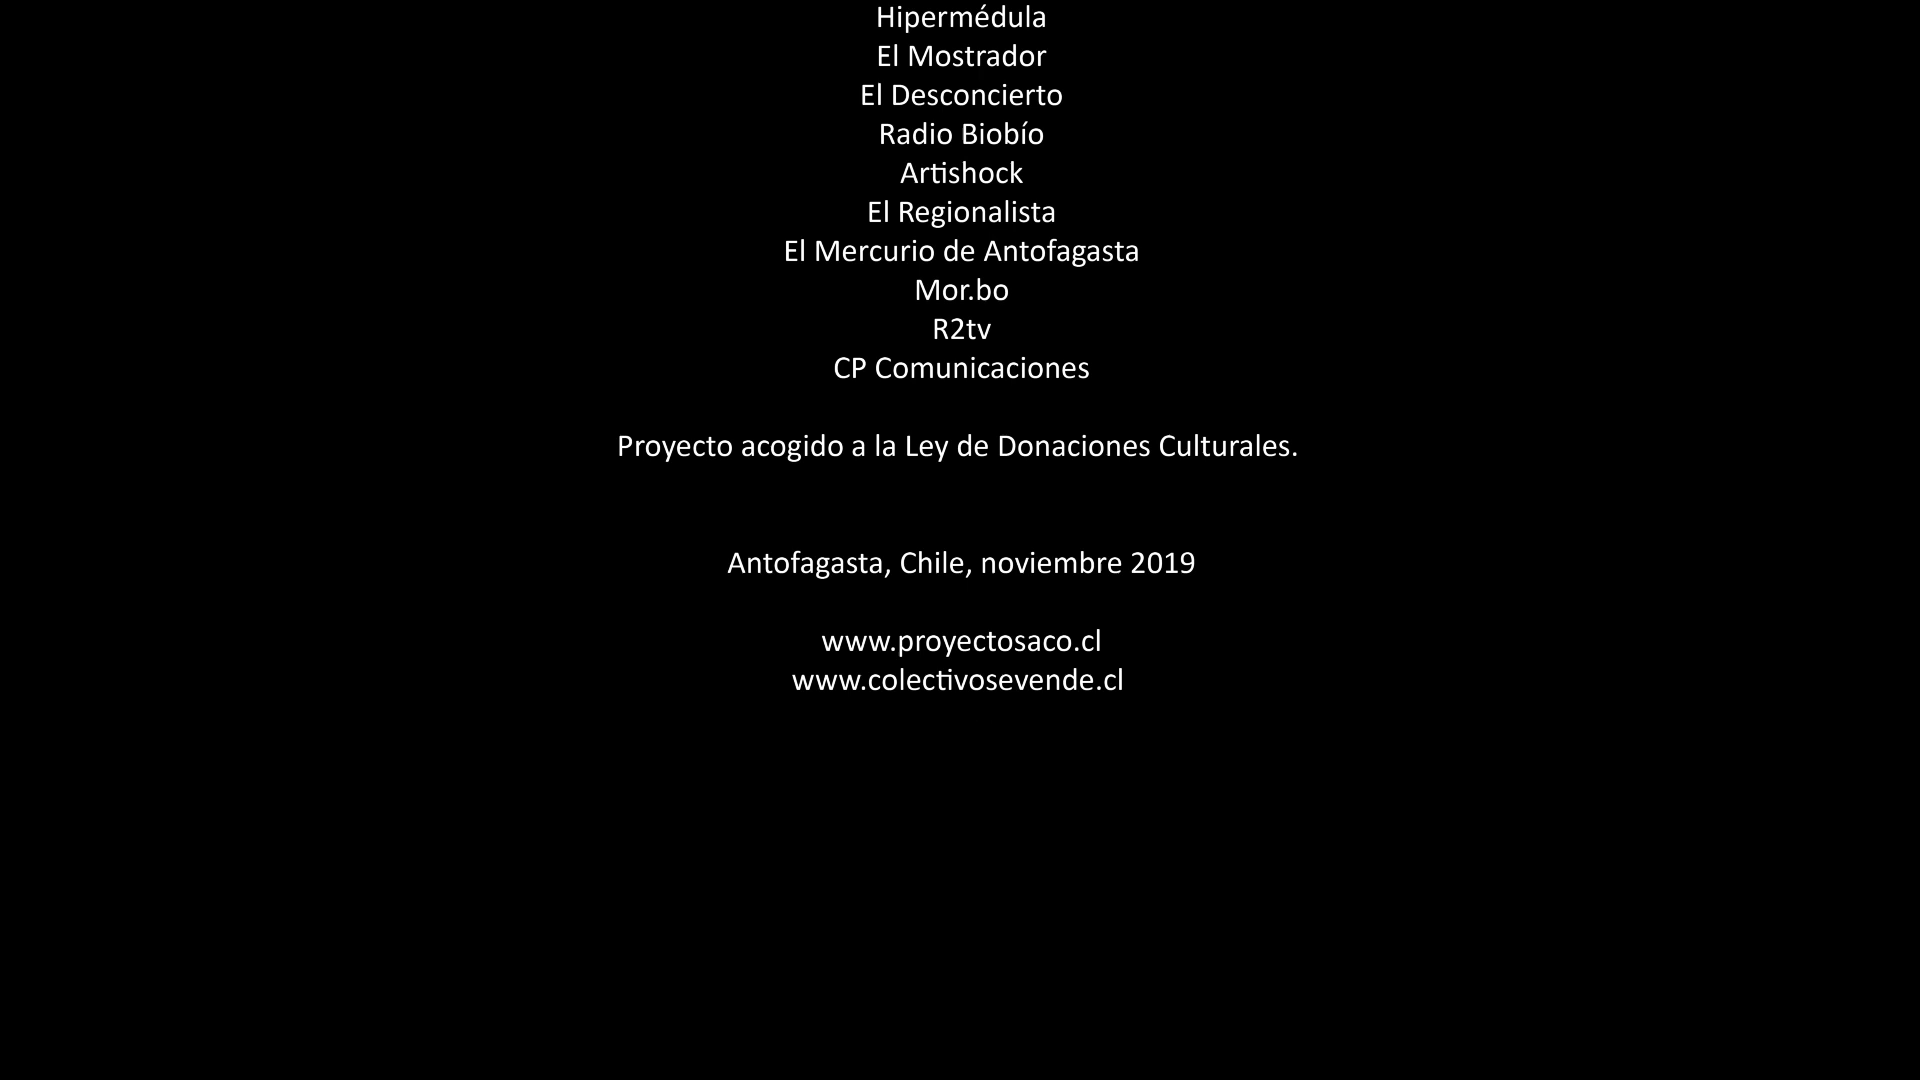 Hipermédula
El Mostrador
El Desconcierto
Radio Biobío
Artishock
El Regionalista
El Mercurio de Antofagasta
Mor.bo
R2tv
CP Comunicaciones
Proyecto acogido a la Ley de Donaciones Culturales.
Antofagasta, Chile, noviembre 2019
www.proyectosaco.cl
www.colectivosevende.cl